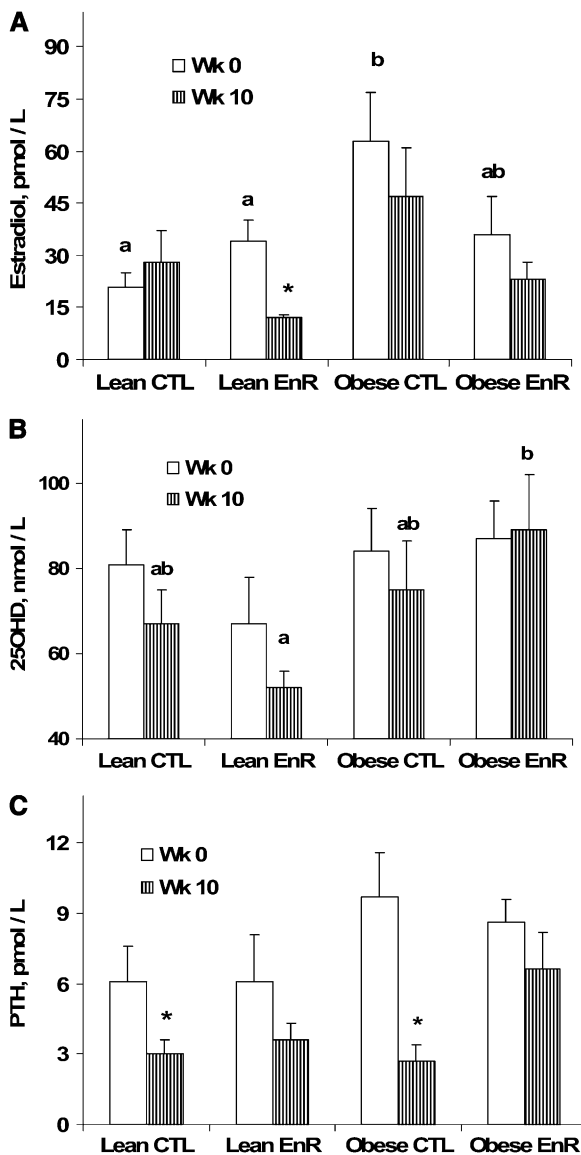 A
90
75
60
45
30
15
0
Estradiol, pmol / L
Wk 0
Wk 10
a
a
*
b
ab
Lean CTL Lean EnR Obese CTL Obese EnR
B
100
80
60
40
25OHD, nmol / L
Wk 0
Wk 10
ab
a
ab
b
Lean CTL Lean EnR Obese CTL Obese EnR
C
12
9
6
3
0
PTH, pmol / L
Wk 0
Wk 10
*
*
Lean CTL Lean EnR Obese CTL Obese EnR